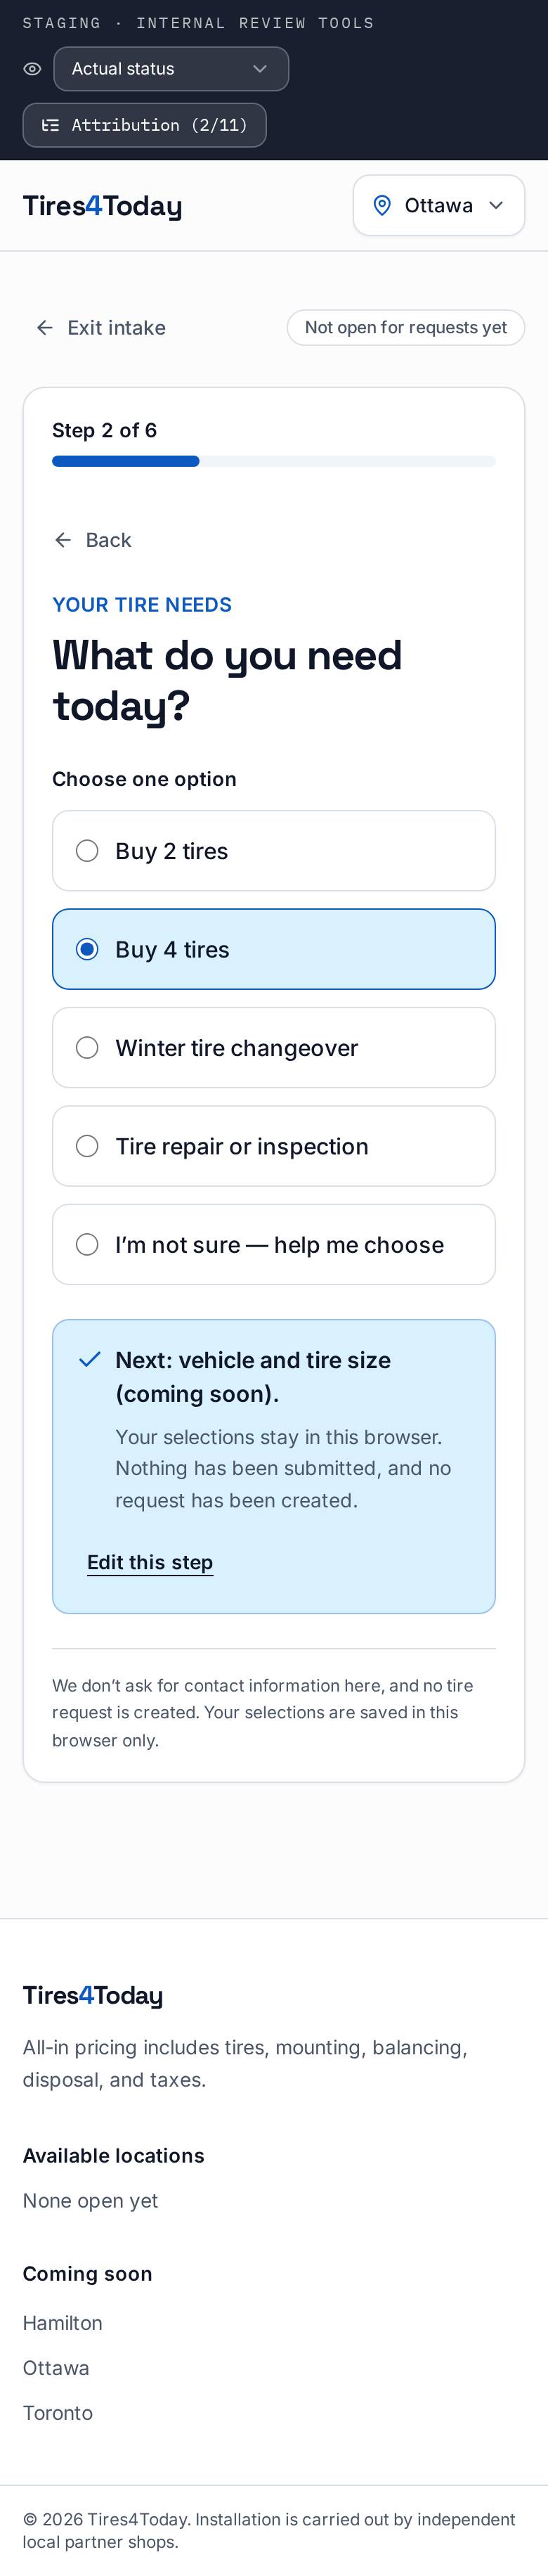 STAGING · INTERNAL REVIEW TOOLS
Actual status
Attribution (2/11)
Tires4Today
Ottawa
Exit intake
Not open for requests yet
Step 2 of 6
Back
YOUR TIRE NEEDS
What do you need
today?
Choose one option
Buy 2 tires
Buy 4 tires
Winter tire changeover
Tire repair or inspection
I’m not sure — help me choose
Next: vehicle and tire size
(coming soon).
Your selections stay in this browser.
Nothing has been submitted, and no
request has been created.
Edit this step
We don’t ask for contact information here, and no tire
request is created. Your selections are saved in this
browser only.
Tires4Today
All-in pricing includes tires, mounting, balancing,
disposal, and taxes.
Available locations
None open yet
Coming soon
Hamilton
Ottawa
Toronto
© 2026 Tires4Today. Installation is carried out by independent
local partner shops.